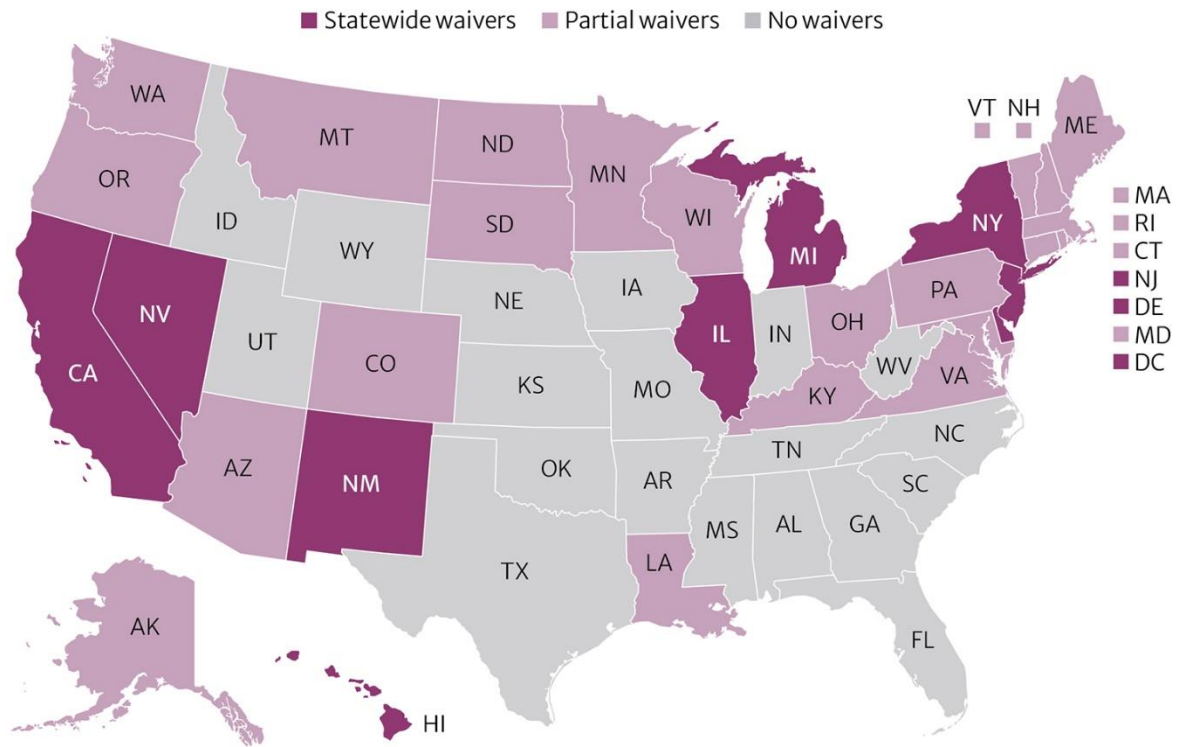 Statewide waivers Partial waivers No waivers
WA
MT
ND
MN
VT NH
ME
OR
ID
SD
WI
MA
RI
CT
NJ
DE
MD
DC
WY
MI
NY
NE
IA
PA
NV
UT
CO
IL
IN
OH
WV
VA
CA
KS
MO
KY
AZ
NM
OK
AR
TN
NC
SC
MS
AL
GA
TX
LA
FL
AK
HI